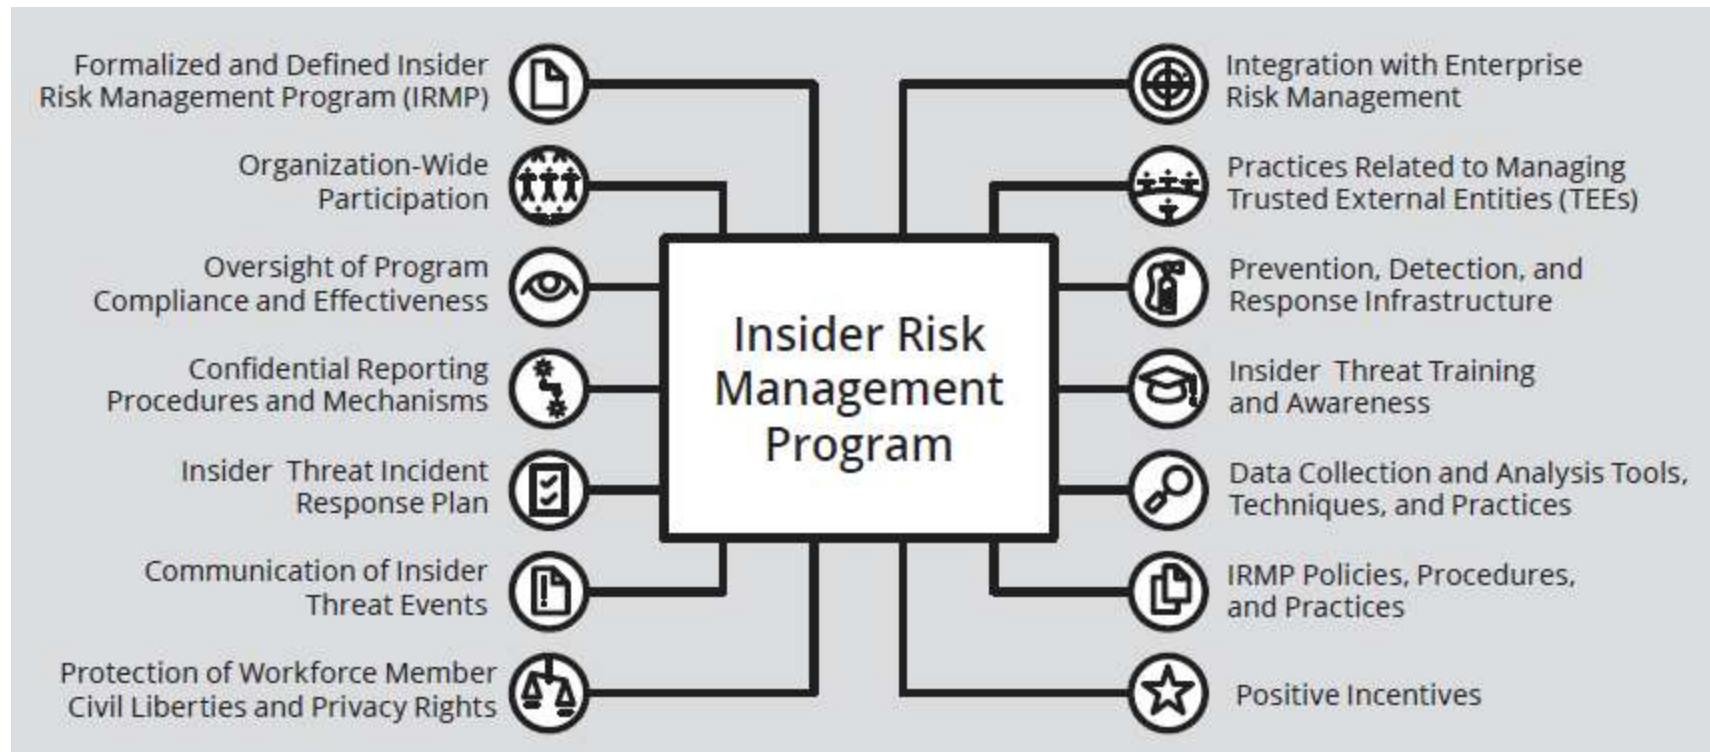 Formalized and Defined Insider
Risk Management Program (IRMP)
Organization-Wide
Participation
Oversight of Program
Compliance and Effectiveness
Confidential Reporting
Procedures and Mechanisms
Insider Threat Incident
Response Plan
Communication of Insider
Threat Events
Protection of Workforce Member
Civil Liberties and Privacy Rights
Insider Risk
Management
Program
Integration with Enterprise
Risk Management
Practices Related to Managing
Trusted External Entities (TEEs)
Prevention, Detection, and
Response Infrastructure
Insider Threat Training
and Awareness
Data Collection and Analysis Tools,
Techniques, and Practices
IRMP Policies, Procedures,
and Practices
Positive Incentives